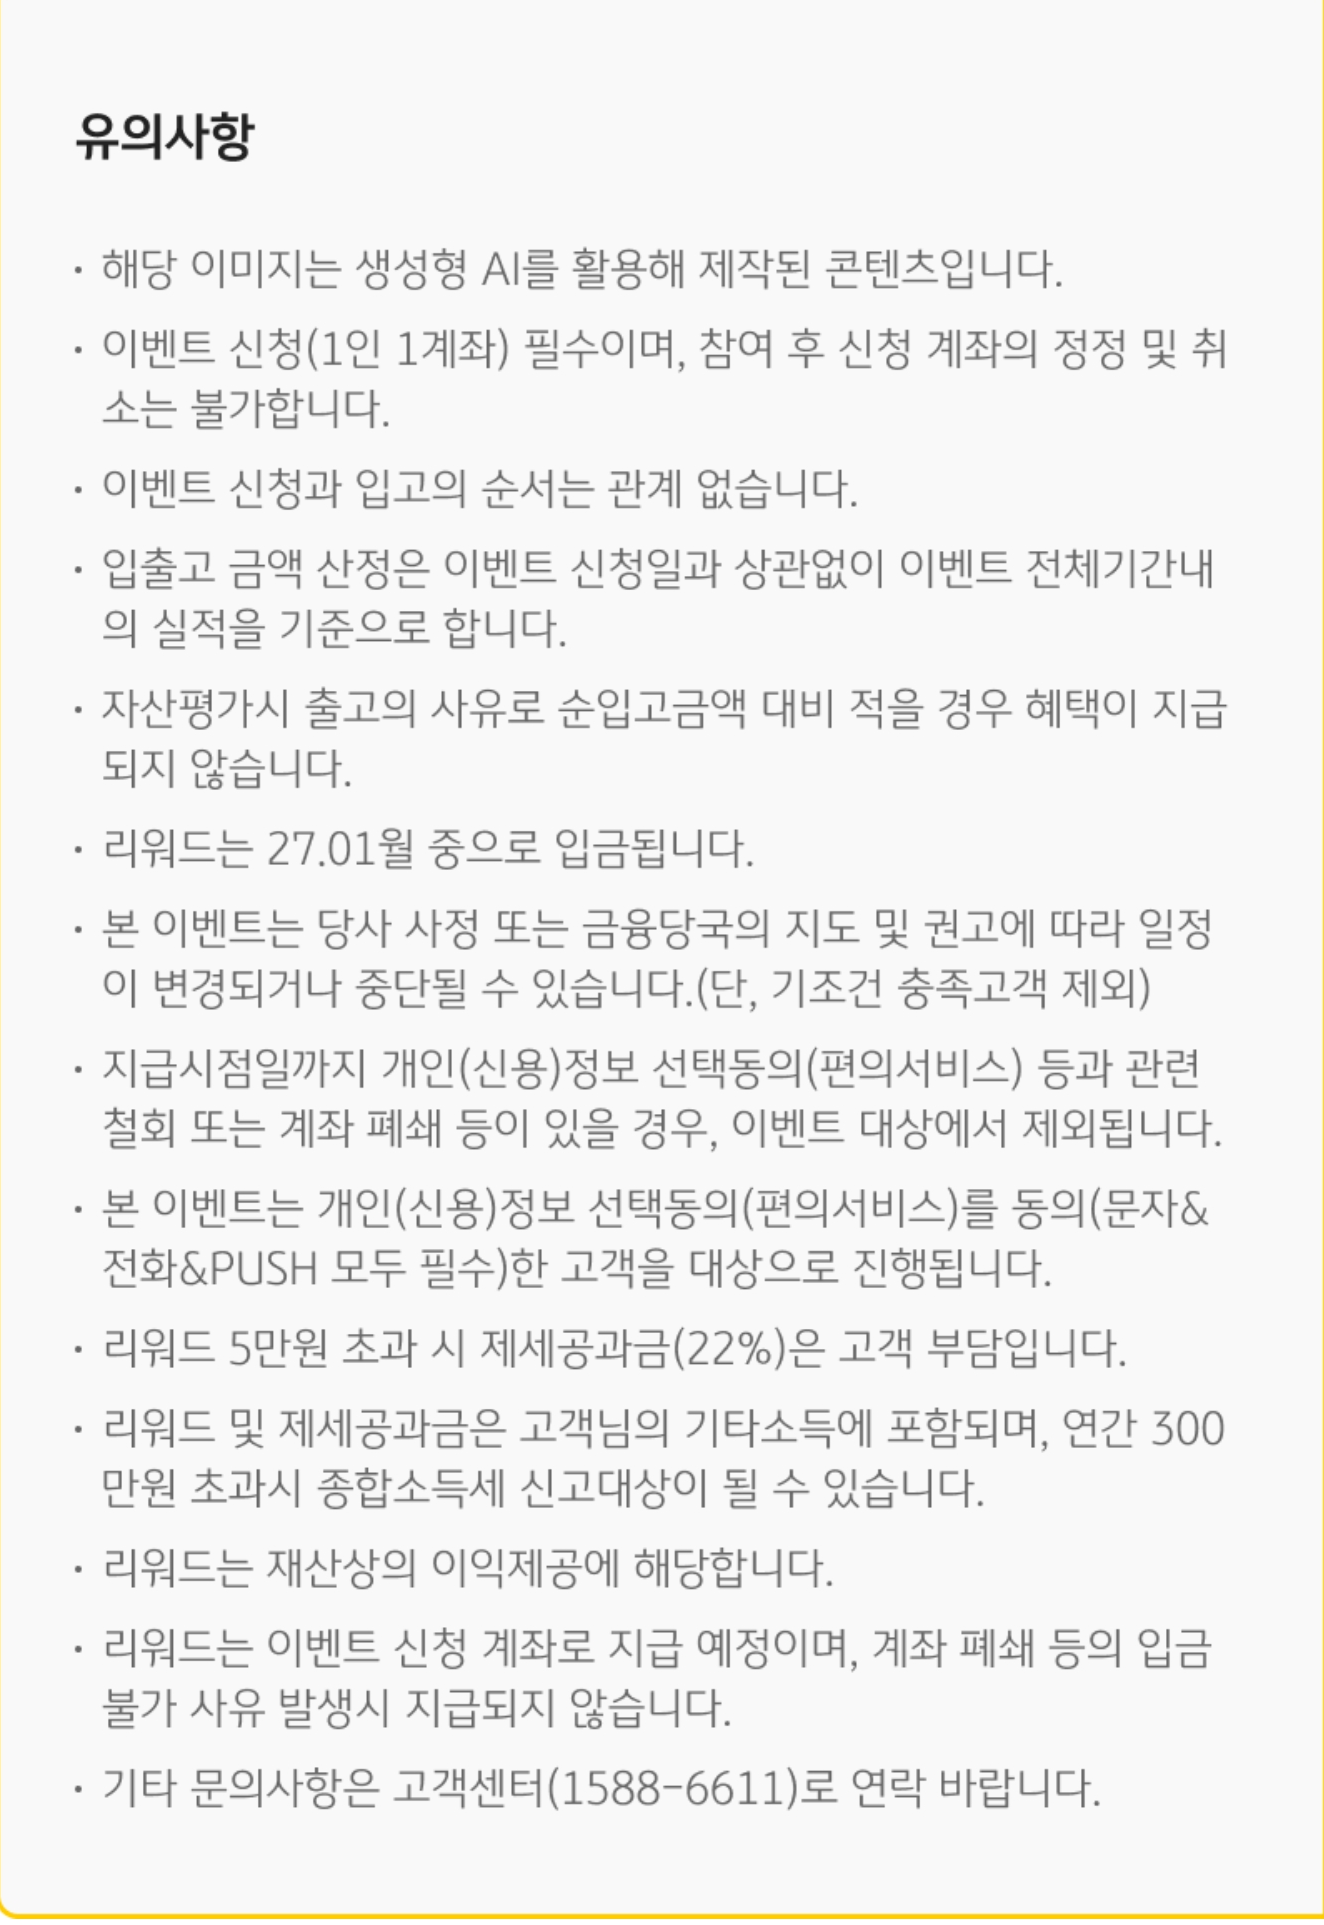 유의사항
· 해당 이미지는 생성형 AI를 활용해 제작된 콘텐츠입니다.
· 이벤트 신청(1인 1계좌) 필수이며, 참여 후 신청 계좌의 정정 및 취
소는 불가합니다.
· 이벤트 신청과 입고의 순서는 관계 없습니다.
· 입출고 금액 산정은 이벤트 신청일과 상관없이 이벤트 전체기간내
의 실적을 기준으로 합니다.
· 자산평가시 출고의 사유로 순입고금액 대비 적을 경우 혜택이 지급
되지 않습니다.
· 리워드는 27.01월 중으로 입금됩니다.
· 본 이벤트는 당사 사정 또는 금융당국의 지도 및 권고에 따라 일정
이 변경되거나 중단될 수 있습니다.(단, 기조건 충족고객 제외)
· 지급시점일까지 개인(신용)정보 선택동의(편의서비스) 등과 관련
철회 또는 계좌 폐쇄 등이 있을 경우, 이벤트 대상에서 제외됩니다.
· 본 이벤트는 개인(신용)정보 선택동의(편의서비스)를 동의(문자&
전화&PUSH 모두 필수)한 고객을 대상으로 진행됩니다.
· 리워드 5만원 초과 시 제세공과금(22%)은 고객 부담입니다.
· 리워드 및 제세공과금은 고객님의 기타소득에 포함되며, 연간 300
만원 초과시 종합소득세 신고대상이 될 수 있습니다.
· 리워드는 재산상의 이익제공에 해당합니다.
· 리워드는 이벤트 신청 계좌로 지급 예정이며, 계좌 폐쇄 등의 입금
불가 사유 발생시 지급되지 않습니다.
· 기타 문의사항은 고객센터(1588-6611)로 연락 바랍니다.